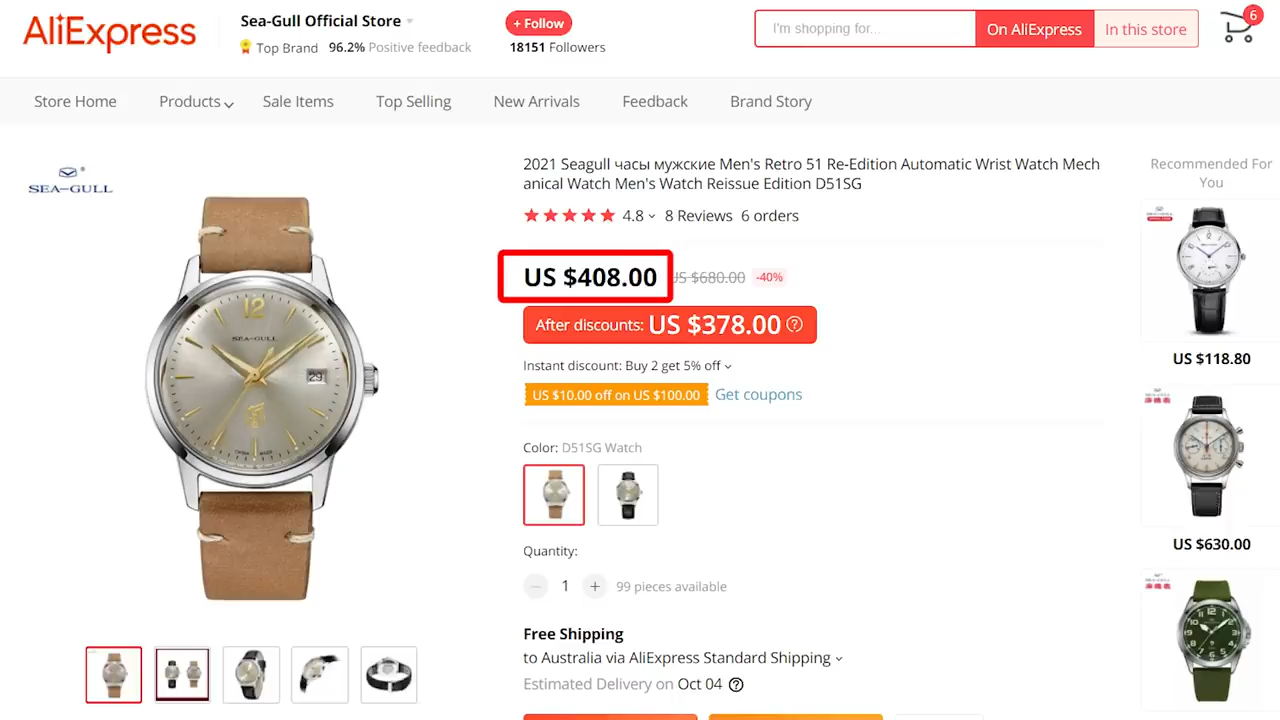 AliExpress
Sea-Gull Official Store
Top Brand 96.2% Positive feedback
+ Follow
18151 Followers
I'm shopping for...
On AliExpress
In this store
6
Store Home
Products
Sale Items
Top Selling
New Arrivals
Feedback
Brand Story
SEA-GULL
SEA-GULL
12
29
2021 Seagull часы мужские Men's Retro 51 Re-Edition Automatic Wrist Watch Mech
anical Watch Men's Watch Reissue Edition D51SG
4.8
8 Reviews
6 orders
US $408.00
US $680.00
-40%
After discounts: US $378.00
Instant discount: Buy 2 get 5% off
US $10.00 off on US $100.00
Get coupons
Color: D51SG Watch
Quantity:
1
99 pieces available
Free Shipping
to Australia via AliExpress Standard Shipping
Estimated Delivery on Oct 04
Recommended For
You
US $118.80
US $630.00